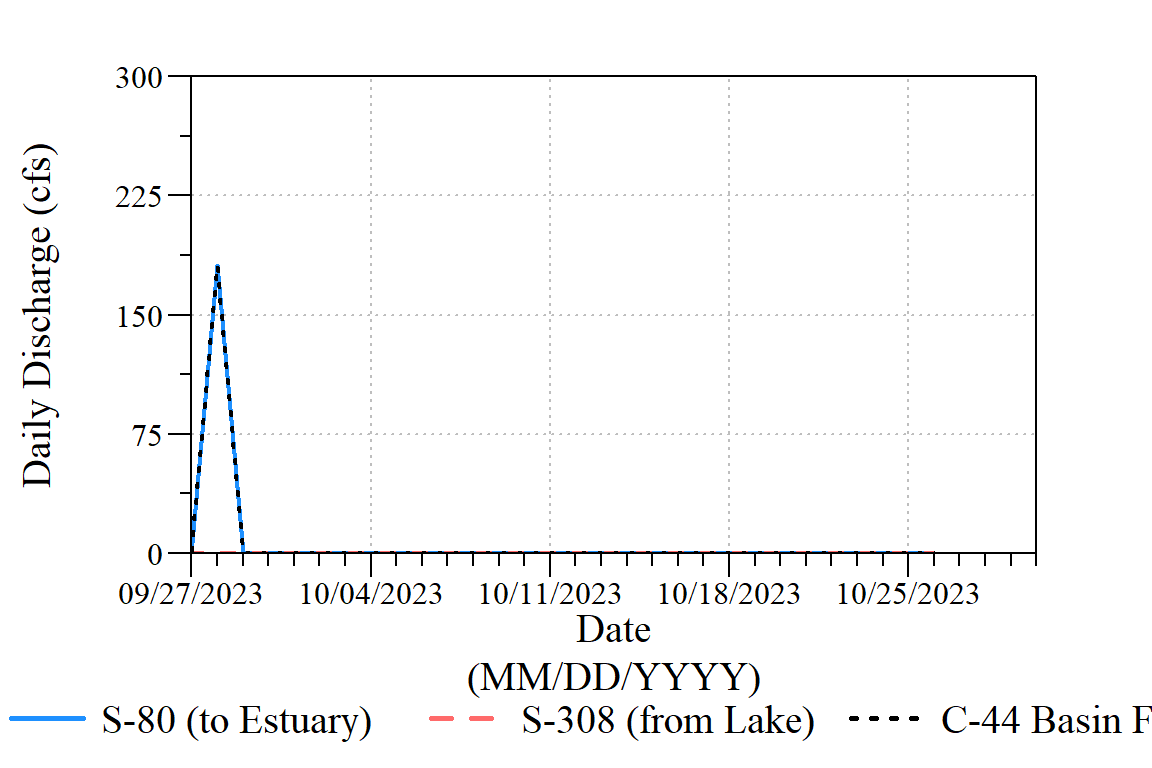 Daily Discharge (cfs)
300
225
150
75
0
09/27/2023 10/04/2023 10/11/2023 10/18/2023 10/25/2023
Date
(MM/DD/YYYY)
S-80 (to Estuary) S-308 (from Lake) C-44 Basin F